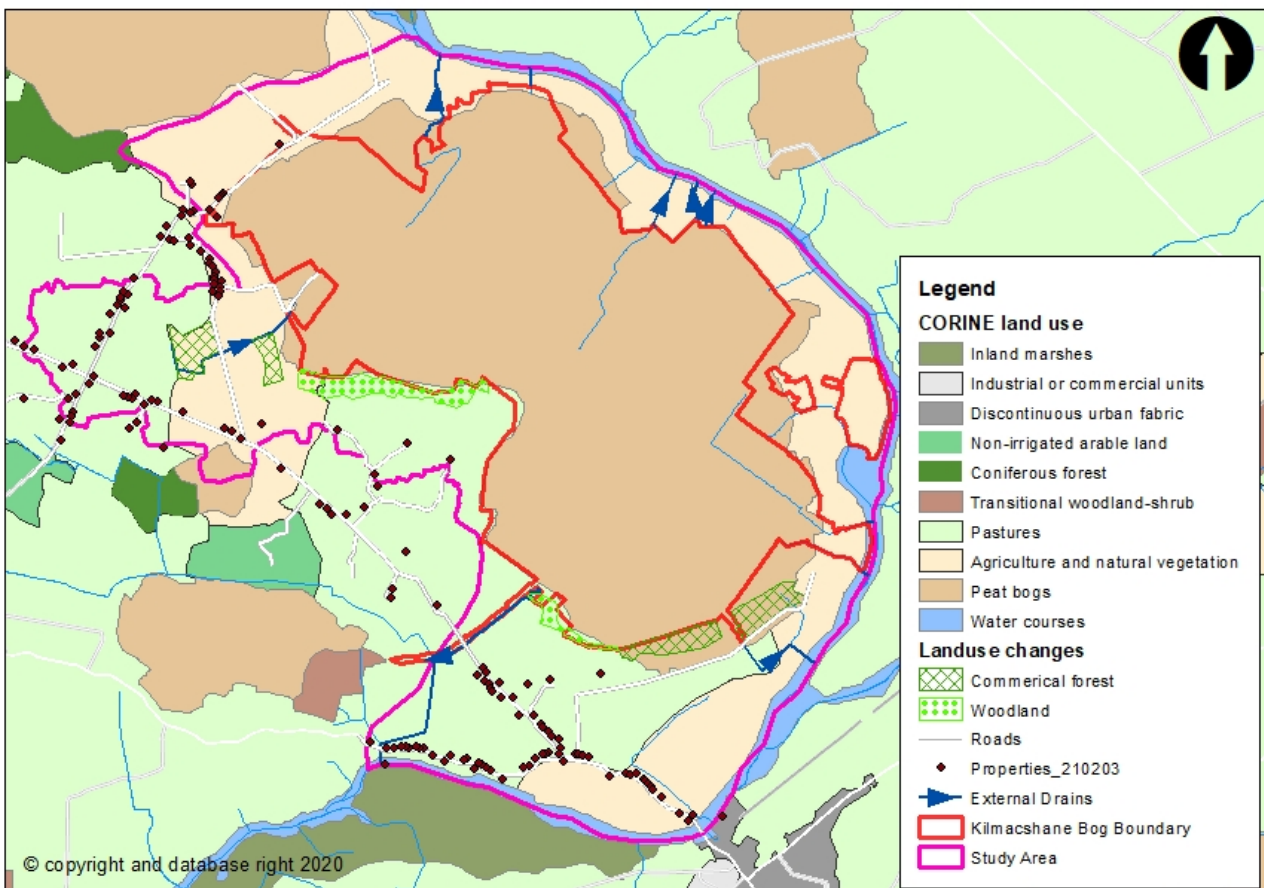 Legend
CORINE land use
Inland marshes
Industrial or commercial units
Discontinuous urban fabric
Non-irrigated arable land
Coniferous forest
Transitional woodland-shrub
Pastures
Agriculture and natural vegetation
Peat bogs
Water courses
Landuse changes
Commerical forest
Woodland
Roads
Properties_210203
External Drains
Kilmacshane Bog Boundary
Study Area
© copyright and database right 2020